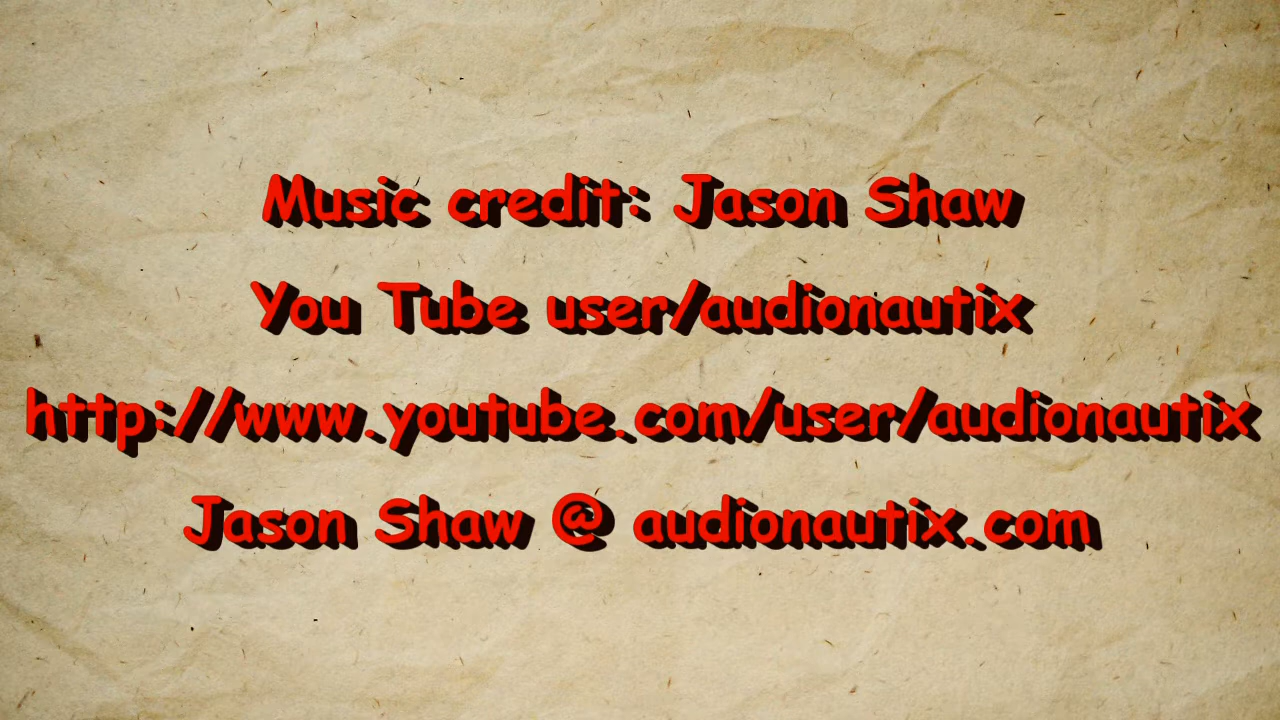 Music credit: Jason Shaw
You Tube user/audionautix
http://www.youtube.com/user/audionautix
Jason Shaw @ audionautix.com